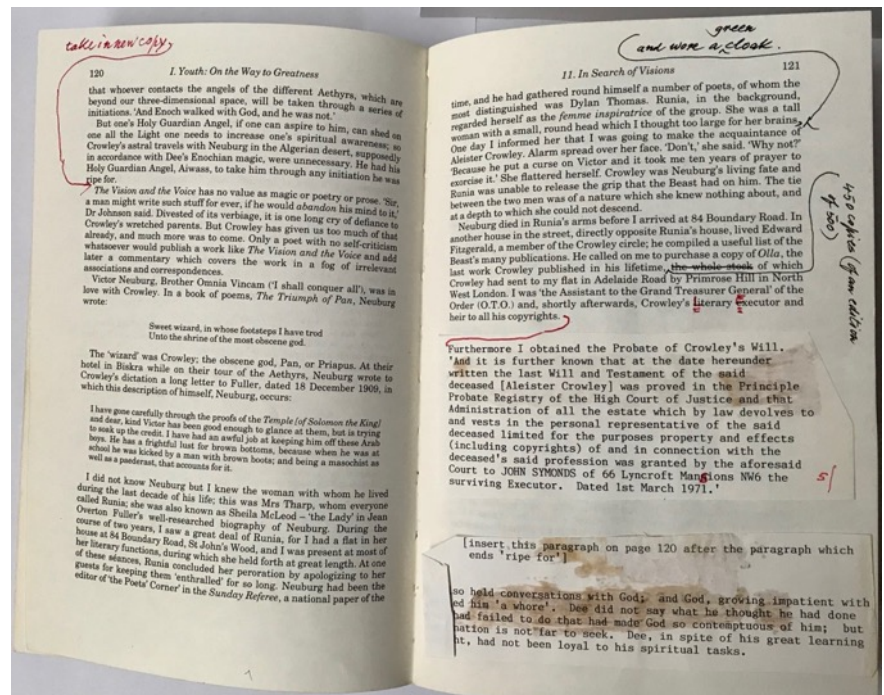 take in new copy
120 I. Youth: On the Way to Greatness
that whoever contacts the angels of the different Aethyrs, which are
beyond our three-dimensional space, will be taken through a series of
initiations. 'And Enoch walked with God, and he was not.'
But one's Holy Guardian Angel, if one can aspire to him, can shed on
one all the Light one needs to increase one's spiritual awareness; so
Crowley's astral travels with Neuburg in the Algerian desert, supposedly
in accordance with Dee's Enochian magic, were unnecessary. He had his
Holy Guardian Angel, Aiwass, to take him through any initiation he was
ripe for.
The Vision and the Voice has no value as magic or poetry or prose. 'Sir,
a man might write such stuff for ever, if he would abandon his mind to it,'
Dr Johnson said. Divested of its verbiage, it is one long cry of defiance to
Crowley's wretched parents. But Crowley has given us too much of that
already, and much more was to come. Only a poet with no self-criticism
whatsoever would publish a work like The Vision and the Voice and add
later a commentary which covers the work in a fog of irrelevant
associations and correspondences.
Victor Neuburg, Brother Omnia Vincam ('I shall conquer all'), was in
love with Crowley. In a book of poems, The Triumph of Pan, Neuburg
wrote:
Sweet wizard, in whose footsteps I have trod
Unto the shrine of the most obscene god.
The 'wizard' was Crowley; the obscene god, Pan, or Priapus. At their
hotel in Biskra while on their tour of the Aethyrs, Neuburg wrote to
Crowley's dictation a long letter to Fuller, dated 18 December 1909, in
which this description of himself, Neuburg, occurs:
I have gone carefully through the proofs of the Temple [of Solomon the King]
and dear, kind Victor has been good enough to glance at them, but is trying
to soak up the credit. I have had an awful job at keeping him off these Arab
boys. He has a frightful lust for brown bottoms, because when he was at
school he was kicked by a man with brown boots; and being a masochist as
well as a paederast, that accounts for it.
I did not know Neuburg but I knew the woman with whom he lived
during the last decade of his life; this was Mrs Tharp, whom everyone
called Runia; she was also known as Sheila McLeod – 'the Lady' in Jean
Overton Fuller's well-researched biography of Neuburg. During the
course of two years, I saw a great deal of Runia, for I had a flat in her
house at 84 Boundary Road, St John's Wood, and I was present at most of
her literary functions, during which she held forth at great length. At one
of these séances, Runia concluded her peroration by apologizing to her
guests for keeping them 'enthralled' for so long. Neuburg had been the
editor of 'the Poets' Corner' in the Sunday Referee, a national paper of the
green
and wore a cloak.
11. In Search of Visions 121
time, and he had gathered round himself a number of poets, of whom the
most distinguished was Dylan Thomas. Runia, in the background,
regarded herself as the femme inspiratrice of the group. She was a tall
woman with a small, round head which I thought too large for her brains.
One day I informed her that I was going to make the acquaintance of
Aleister Crowley. Alarm spread over her face. 'Don't,' she said. 'Why not?'
'Because he put a curse on Victor and it took me ten years of prayer to
exorcise it.' She flattered herself. Crowley was Neuburg's living fate and
Runia was unable to release the grip that the Beast had on him. The tie
between the two men was of a nature which she knew nothing about, and
at a depth to which she could not descend.
Neuburg died in Runia's arms before I arrived at 84 Boundary Road. In
another house in the street, directly opposite Runia's house, lived Edward
Fitzgerald, a member of the Crowley circle; he compiled a useful list of the
Beast's many publications. He called on me to purchase a copy of Olla, the
last work Crowley published in his lifetime, the whole stock of which
Crowley had sent to my flat in Adelaide Road by Primrose Hill in North
West London. I was 'the Assistant to the Grand Treasurer General' of the
Order (O.T.O.) and, shortly afterwards, Crowley's literary executor and
heir to all his copyrights.
450 copies (of an edition
of 500)
Furthermore I obtained the Probate of Crowley's Will.
'And it is further known that at the date hereunder
written the last Will and Testament of the said
deceased [Aleister Crowley] was proved in the Principle
Probate Registry of the High Court of Justice and that
Administration of all the estate which by law devolves to
and vests in the personal representative of the said
deceased limited for the purposes property and effects
(including copyrights) of and in connection with the
deceased's said profession was granted by the aforesaid
Court to JOHN SYMONDS of 66 Lyncroft Mansions NW6 the
surviving Executor. Dated 1st March 1971.'
s/
[insert this paragraph on page 120 after the paragraph which
ends 'ripe for']
so held conversations with God; and God, growing impatient with
ed him 'a whore'. Dee did not say what he thought he had done
had failed to do that had made God so contemptuous of him; but
nation is not far to seek. Dee, in spite of his great learning
ht, had not been loyal to his spiritual tasks.